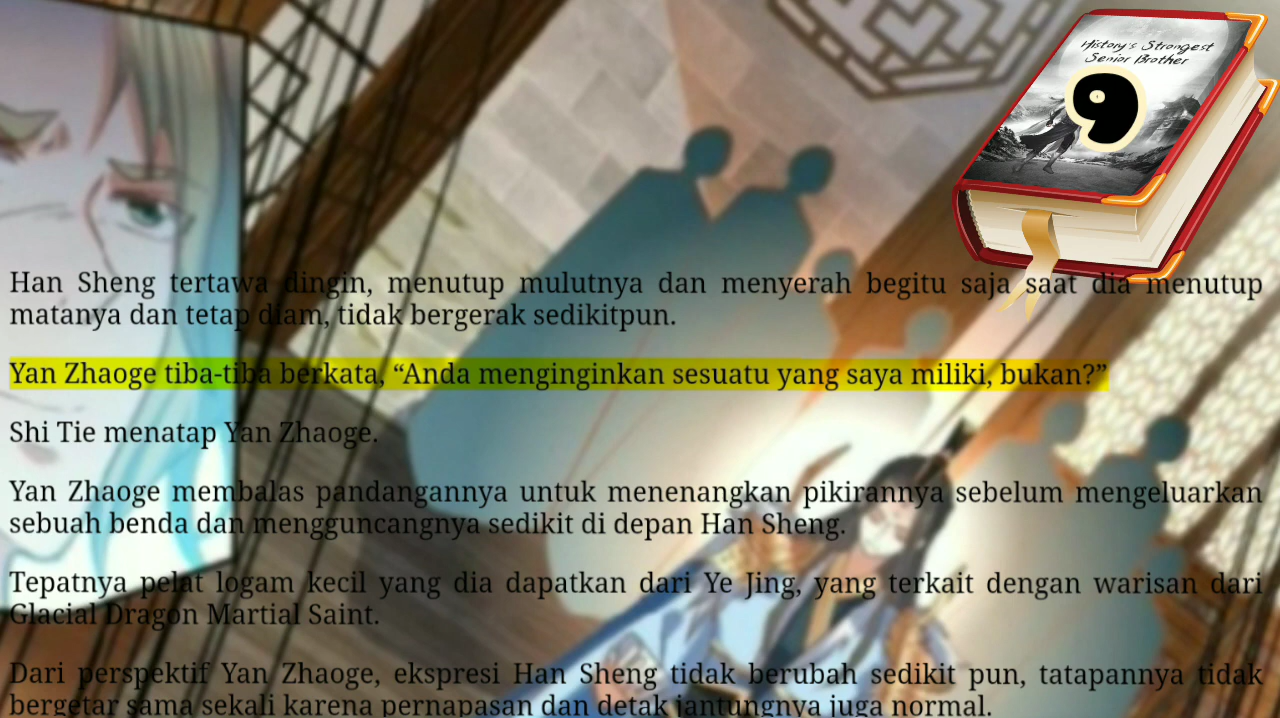 History's Strongest
Senior Brother
9
Han Sheng tertawa dingin, menutup mulutnya dan menyerah begitu saja saat dia menutup
matanya dan tetap diam, tidak bergerak sedikitpun.
Yan Zhaoge tiba-tiba berkata, “Anda menginginkan sesuatu yang saya miliki, bukan?”
Shi Tie menatap Yan Zhaoge.
Yan Zhaoge membalas pandangannya untuk menenangkan pikirannya sebelum mengeluarkan
sebuah benda dan mengguncangnya sedikit di depan Han Sheng.
Tepatnya pelat logam kecil yang dia dapatkan dari Ye Jing, yang terkait dengan warisan dari
Glacial Dragon Martial Saint.
Dari perspektif Yan Zhaoge, ekspresi Han Sheng tidak berubah sedikit pun, tatapannya tidak
bergetar sama sekali karena pernapasan dan detak jantungnya juga normal.